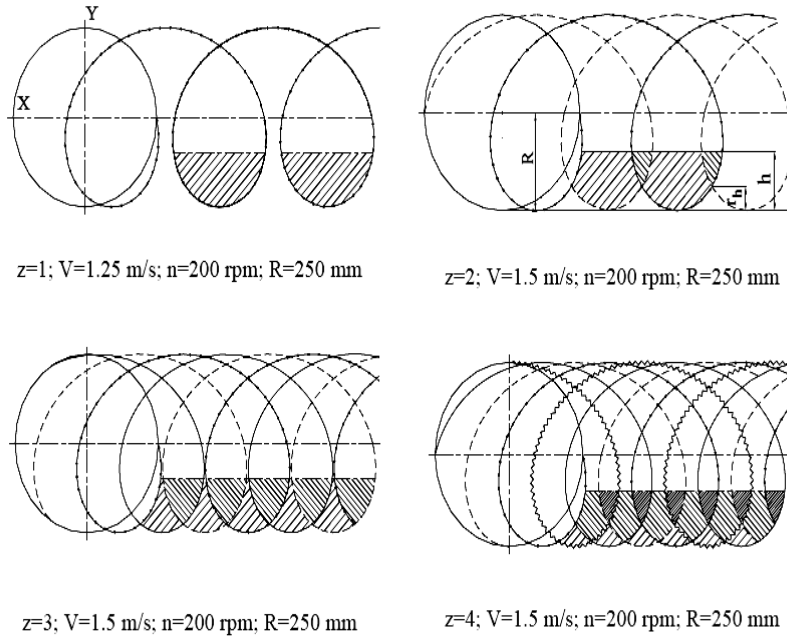 Y
X
R
h
r_h
z=1; V=1.25 m/s; n=200 rpm; R=250 mm
z=2; V=1.5 m/s; n=200 rpm; R=250 mm
z=3; V=1.5 m/s; n=200 rpm; R=250 mm
z=4; V=1.5 m/s; n=200 rpm; R=250 mm